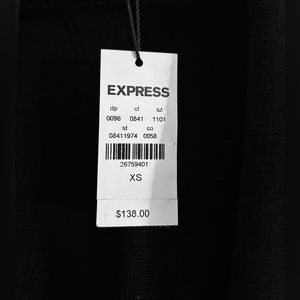 EXPRESS
dp cl sz
0096 0841 1101
st co
08411974 0058
26759401
XS
$138.00